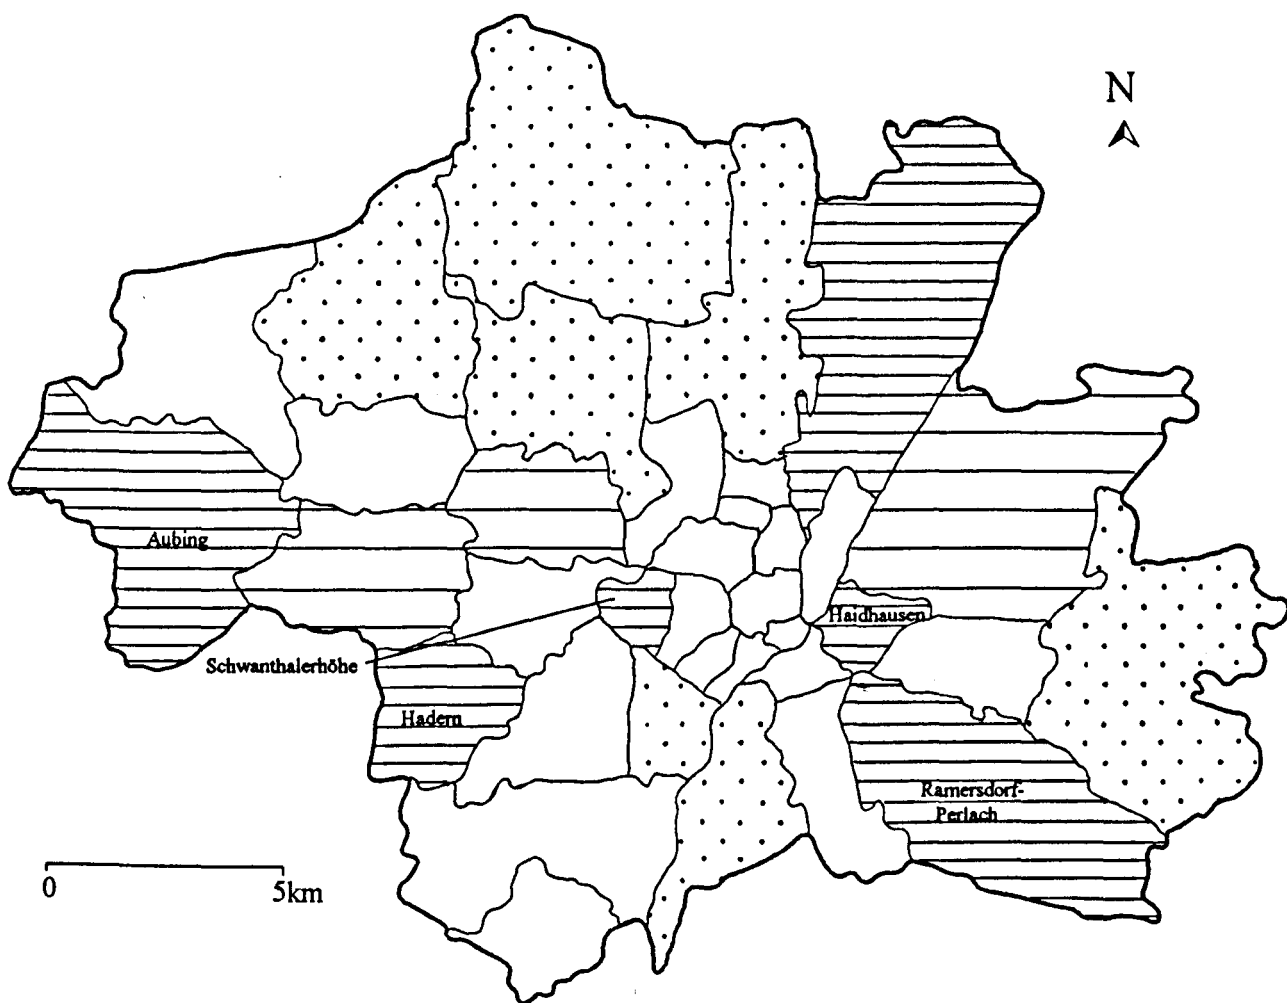 N
Aubing
Haidhausen
Schwanthalerhöhe
Hadern
Ramersdorf-
Perlach
0 5km